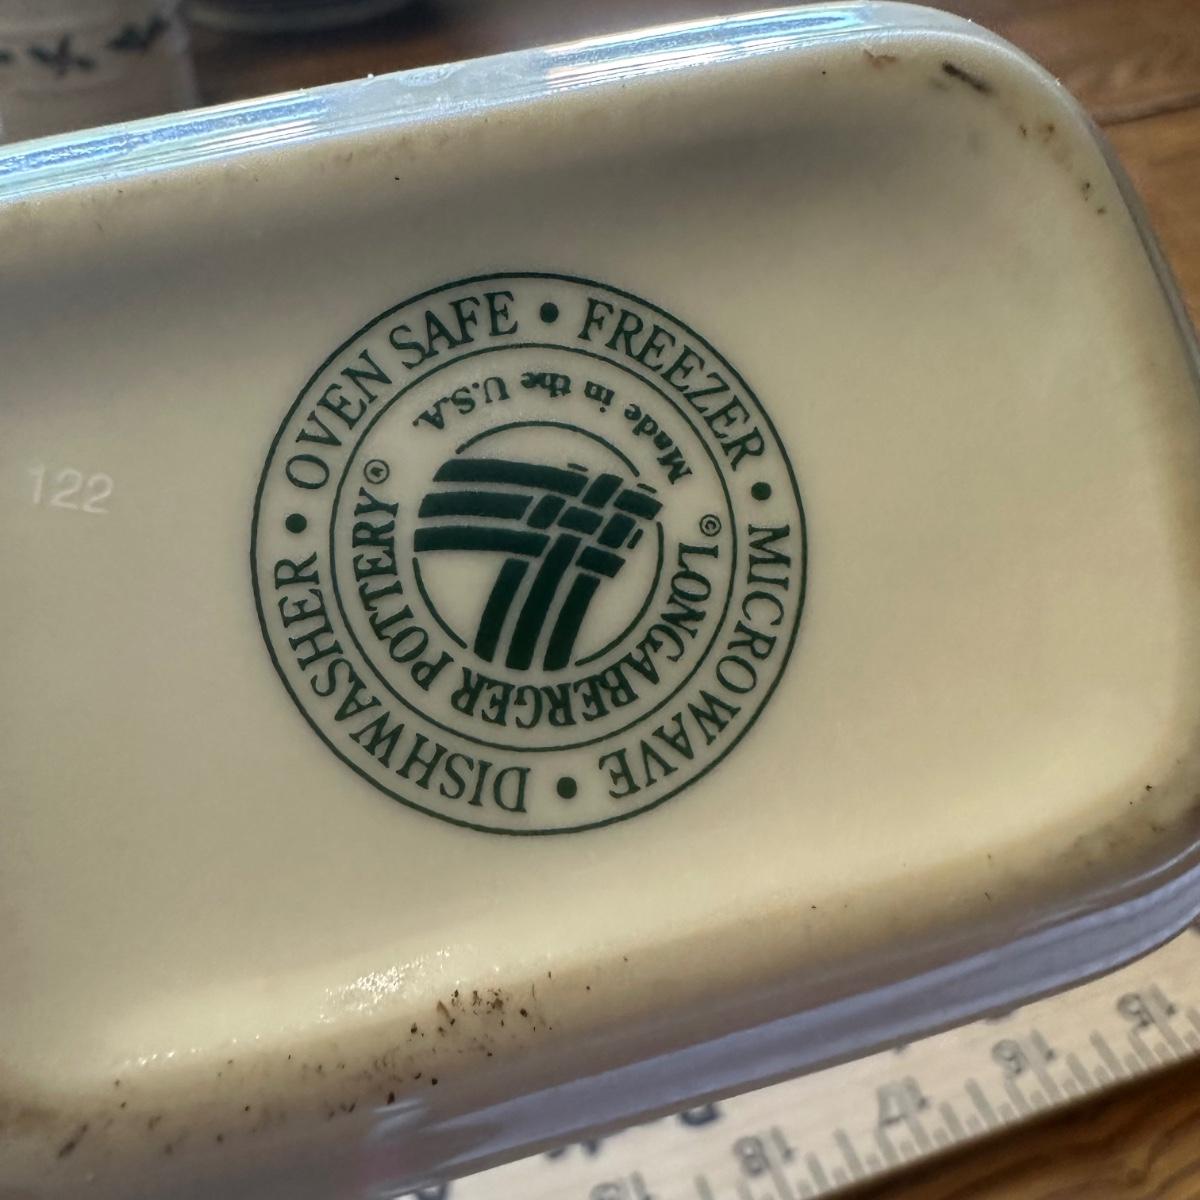 OVEN SAFE • FREEZER • MICROWAVE • DISHWASHER •
©LONGABERGER POTTERY®
Made in the U.S.A.
122